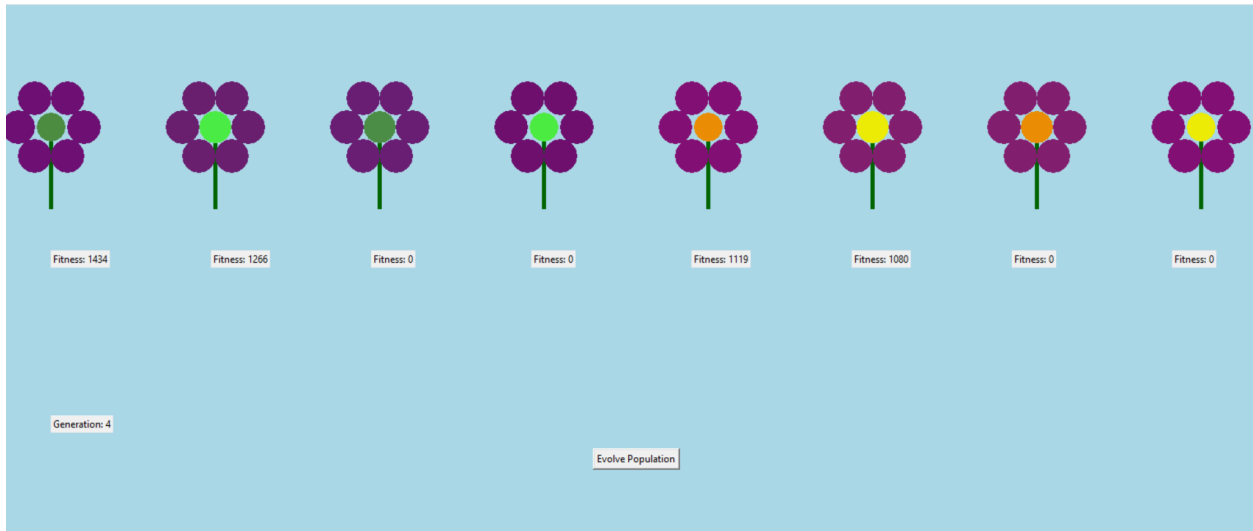 Fitness: 1434
Fitness: 1266
Fitness: 0
Fitness: 0
Fitness: 1119
Fitness: 1080
Fitness: 0
Fitness: 0
Generation: 4
Evolve Population